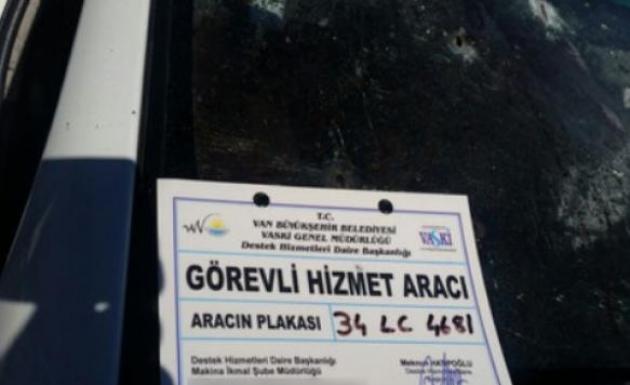 T.C.
VAN BÜYÜKŞEHİR BELEDİYESİ
VASKİ GENEL MÜDÜRLÜĞÜ
Destek Hizmetleri Daire Başkanlığı
VAN
VASKİ
GÖREVLİ HİZMET ARACI
ARACIN PLAKASI 34 LC 4681
Destek Hizmetleri Daire Başkanlığı
Makina İkmal Şube Müdürlüğü